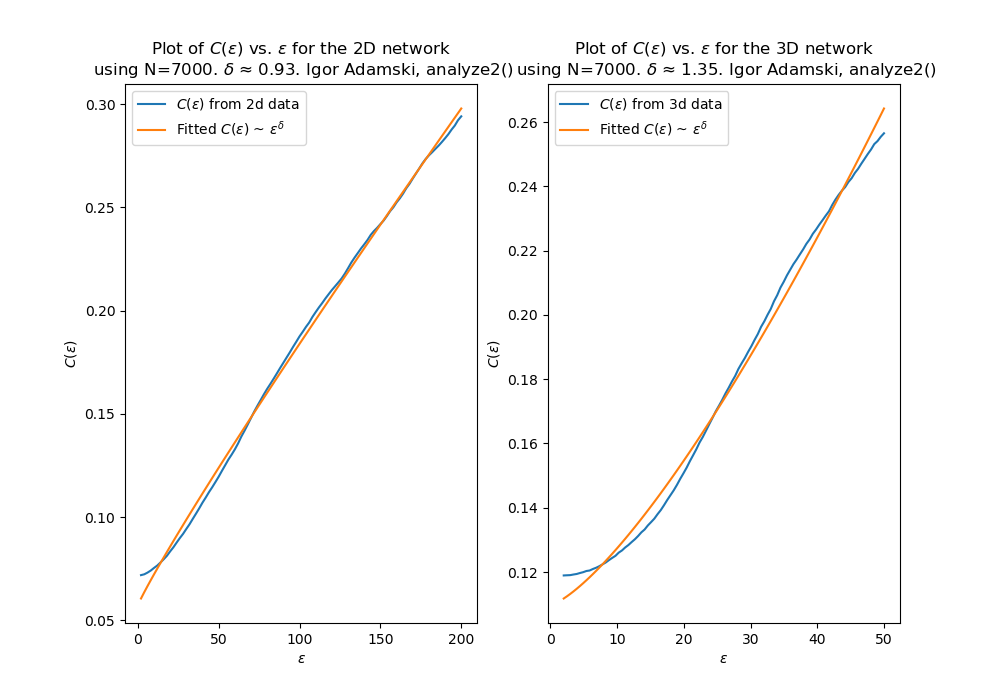 Plot of C(ε) vs. ε for the 2D network
using N=7000. δ ≈ 0.93. Igor Adamski, analyze2()
C(ε) from 2d data
Fitted C(ε) ~ ε^δ
0.30
0.25
0.20
0.15
0.10
0.05
C(ε)
0 50 100 150 200
ε
Plot of C(ε) vs. ε for the 3D network
using N=7000. δ ≈ 1.35. Igor Adamski, analyze2()
C(ε) from 3d data
Fitted C(ε) ~ ε^δ
0.26
0.24
0.22
0.20
0.18
0.16
0.14
0.12
C(ε)
0 10 20 30 40 50
ε